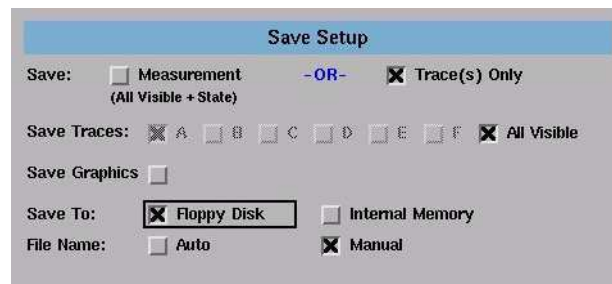 Save Setup
Save: Measurement -OR- Trace(s) Only
(All Visible + State)
Save Traces: A B C D E F All Visible
Save Graphics
Save To: Floppy Disk Internal Memory
File Name: Auto Manual